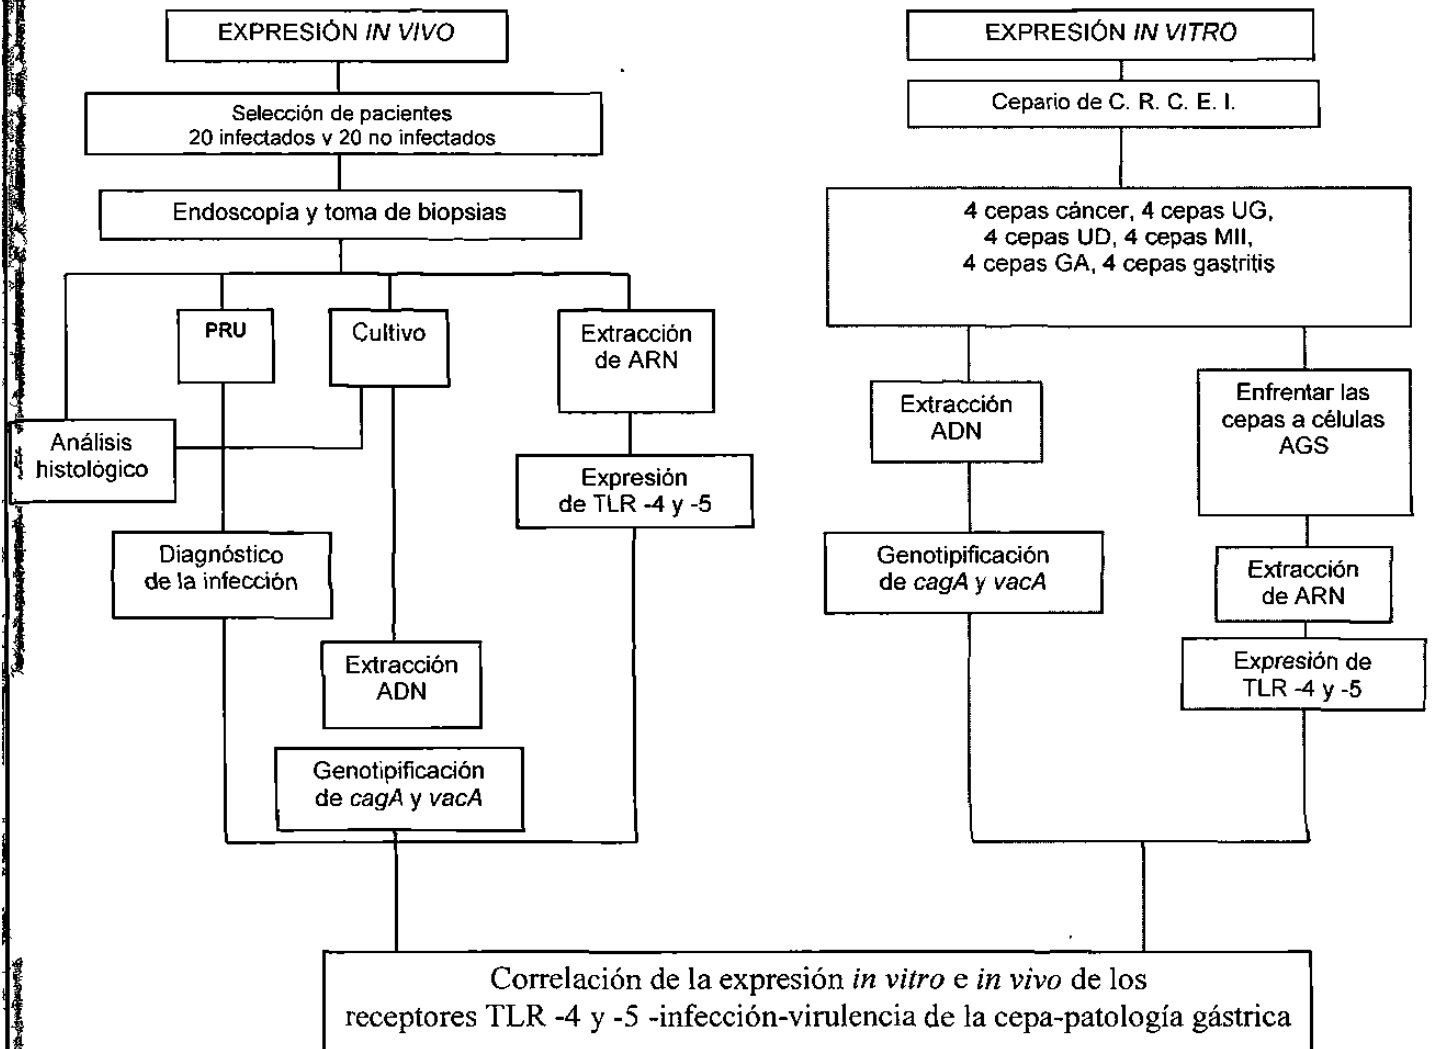 EXPRESIÓN IN VIVO
Selección de pacientes
20 infectados y 20 no infectados
Endoscopía y toma de biopsias
PRU
Cultivo
Extracción
de ARN
Análisis
histológico
Expresión
de TLR -4 y -5
Diagnóstico
de la infección
Extracción
ADN
Genotipificación
de cagA y vacA
EXPRESIÓN IN VITRO
Cepario de C. R. C. E. I.
4 cepas cáncer, 4 cepas UG,
4 cepas UD, 4 cepas MII,
4 cepas GA, 4 cepas gastritis
Extracción
ADN
Enfrentar las
cepas a células
AGS
Genotipificación
de cagA y vacA
Extracción
de ARN
Expresión de
TLR -4 y -5
Correlación de la expresión in vitro e in vivo de los
receptores TLR -4 y -5 -infección-virulencia de la cepa-patología gástrica